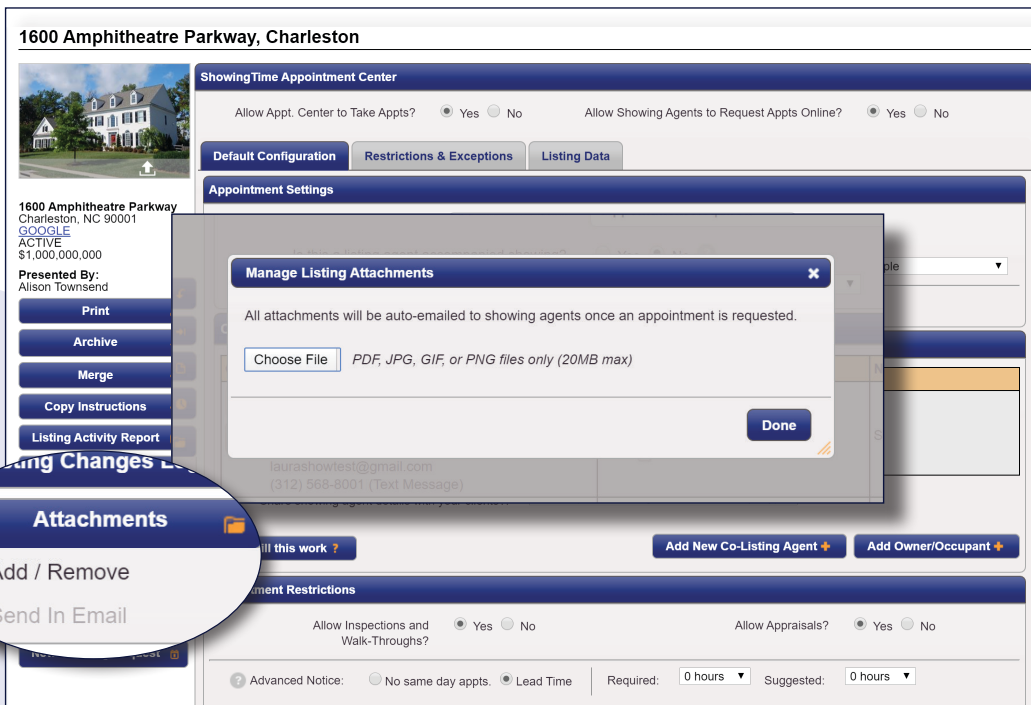 1600 Amphitheatre Parkway, Charleston
ShowingTime Appointment Center
Allow Appt. Center to Take Appts? Yes No Allow Showing Agents to Request Appts Online? Yes No
Default Configuration Restrictions & Exceptions Listing Data
Appointment Settings
1600 Amphitheatre Parkway
Charleston, NC 90001
GOOGLE
ACTIVE
$1,000,000,000
Presented By:
Alison Townsend
Print
Archive
Merge
Copy Instructions
Listing Activity Report
Manage Listing Attachments
All attachments will be auto-emailed to showing agents once an appointment is requested.
Choose File PDF, JPG, GIF, or PNG files only (20MB max)
Done
laurashowtest@gmail.com
(312) 568-8001 (Text Message)
Changes
Attachments
Add / Remove
Send In Email
ill this work ?
Add New Co-Listing Agent + Add Owner/Occupant +
ment Restrictions
Allow Inspections and Walk-Throughs? Yes No Allow Appraisals? Yes No
? Advanced Notice: No same day appts. Lead Time Required: 0 hours Suggested: 0 hours